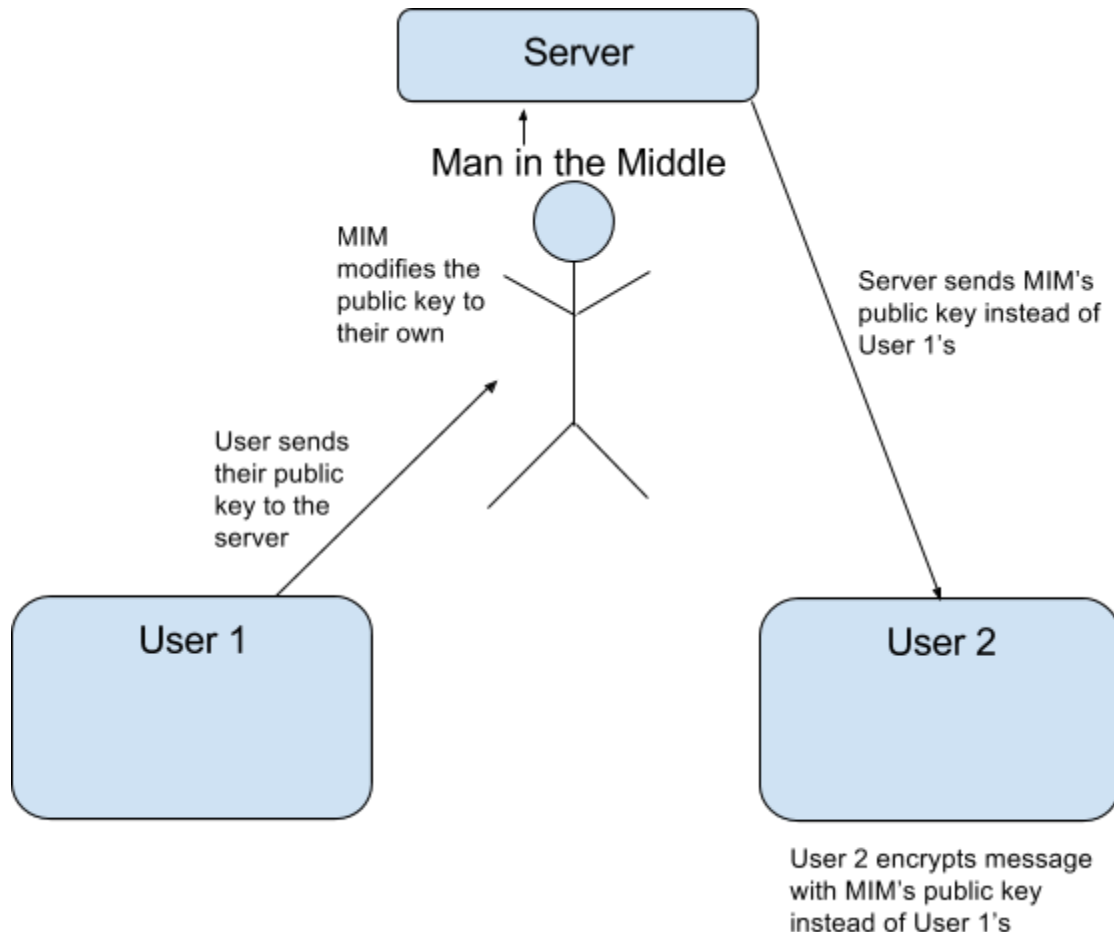 Server
Man in the Middle
MIM
modifies the
public key to
their own
Server sends MIM's
public key instead of
User 1's
User sends
their public
key to the
server
User 1
User 2
User 2 encrypts message
with MIM's public key
instead of User 1's